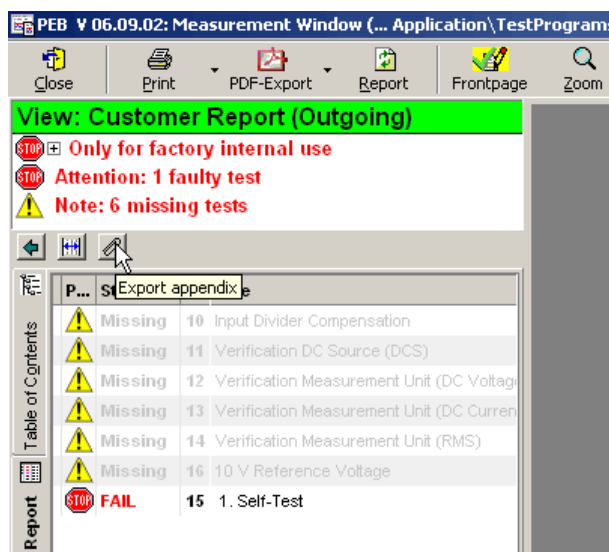 PEB V 06.09.02: Measurement Window (... Application\TestPrograms
Close Print PDF-Export Report Frontpage Zoom
View: Customer Report (Outgoing)
STOP Only for factory internal use
STOP Attention: 1 faulty test
Note: 6 missing tests
Export appendix
P...
Missing 10 Input Divider Compensation
Missing 11 Verification DC Source (DCS)
Missing 12 Verification Measurement Unit (DC Voltag
Missing 13 Verification Measurement Unit (DC Curren
Missing 14 Verification Measurement Unit (RMS)
Missing 16 10 V Reference Voltage
STOP FAIL 15 1. Self-Test
Table of Contents
Report